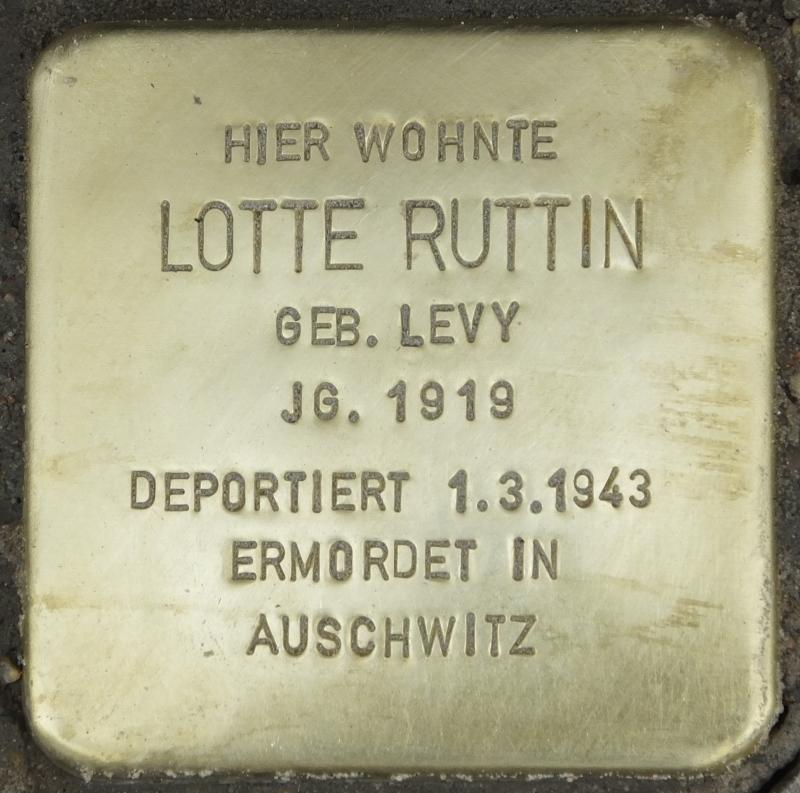 HIER WOHNTE
LOTTE RUTTIN
GEB. LEVY
JG. 1919
DEPORTIERT 1.3.1943
ERMORDET IN
AUSCHWITZ